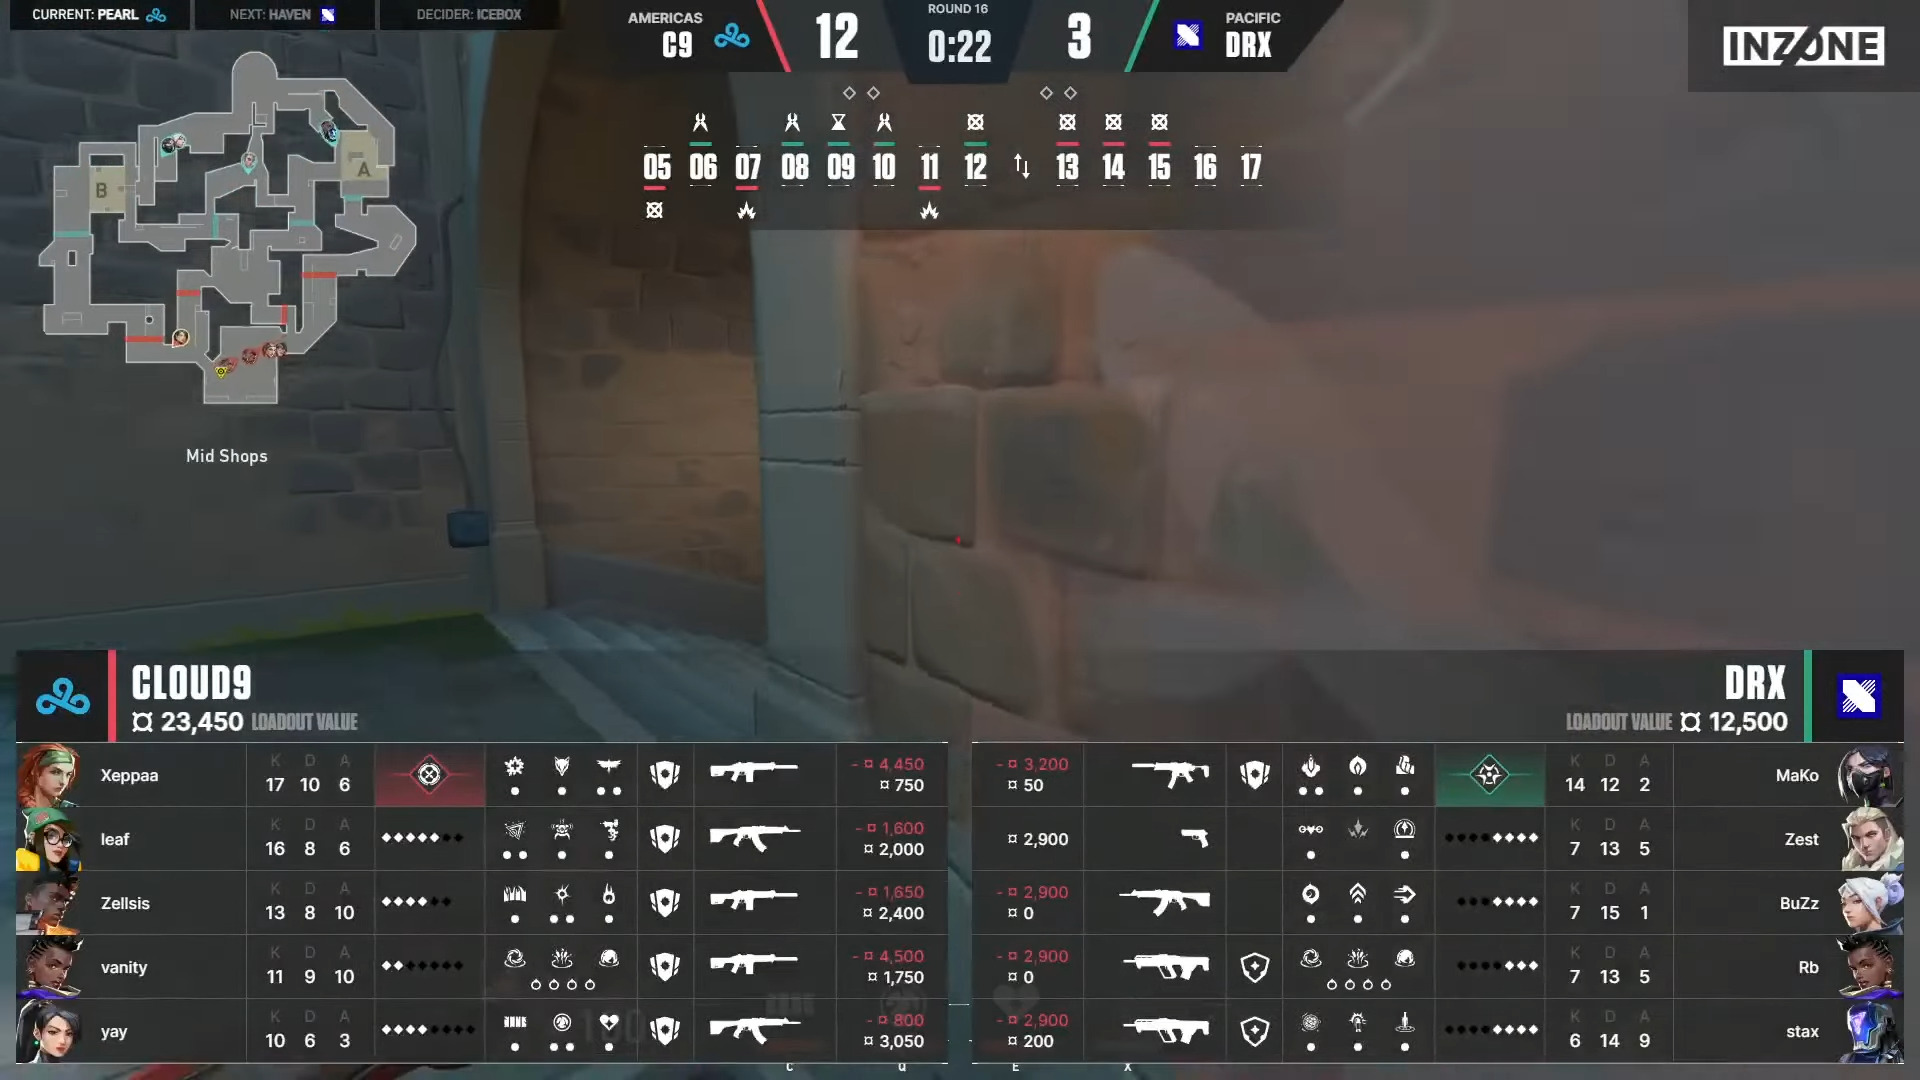 CURRENT: PEARL
NEXT: HAVEN
DECIDER: ICEBOX
AMERICAS
C9
12
ROUND 16
0:22
3
PACIFIC
DRX
INZONE
05 06 07 08 09 10 11 12 13 14 15 16 17
A
B
Mid Shops
CLOUD9
23,450 LOADOUT VALUE
DRX
LOADOUT VALUE 12,500
Xeppaa
K D A
17 10 6
- 4,450
750
leaf
K D A
16 8 6
- 1,600
2,000
Zellsis
K D A
13 8 10
- 1,650
2,400
vanity
K D A
11 9 10
- 4,500
1,750
yay
K D A
10 6 3
- 800
3,050
- 3,200
50
K D A
14 12 2
MaKo
2,900
K D A
7 13 5
Zest
- 2,900
0
K D A
7 15 1
BuZz
- 2,900
0
K D A
7 13 5
Rb
- 2,900
200
K D A
6 14 9
stax
C Q E X